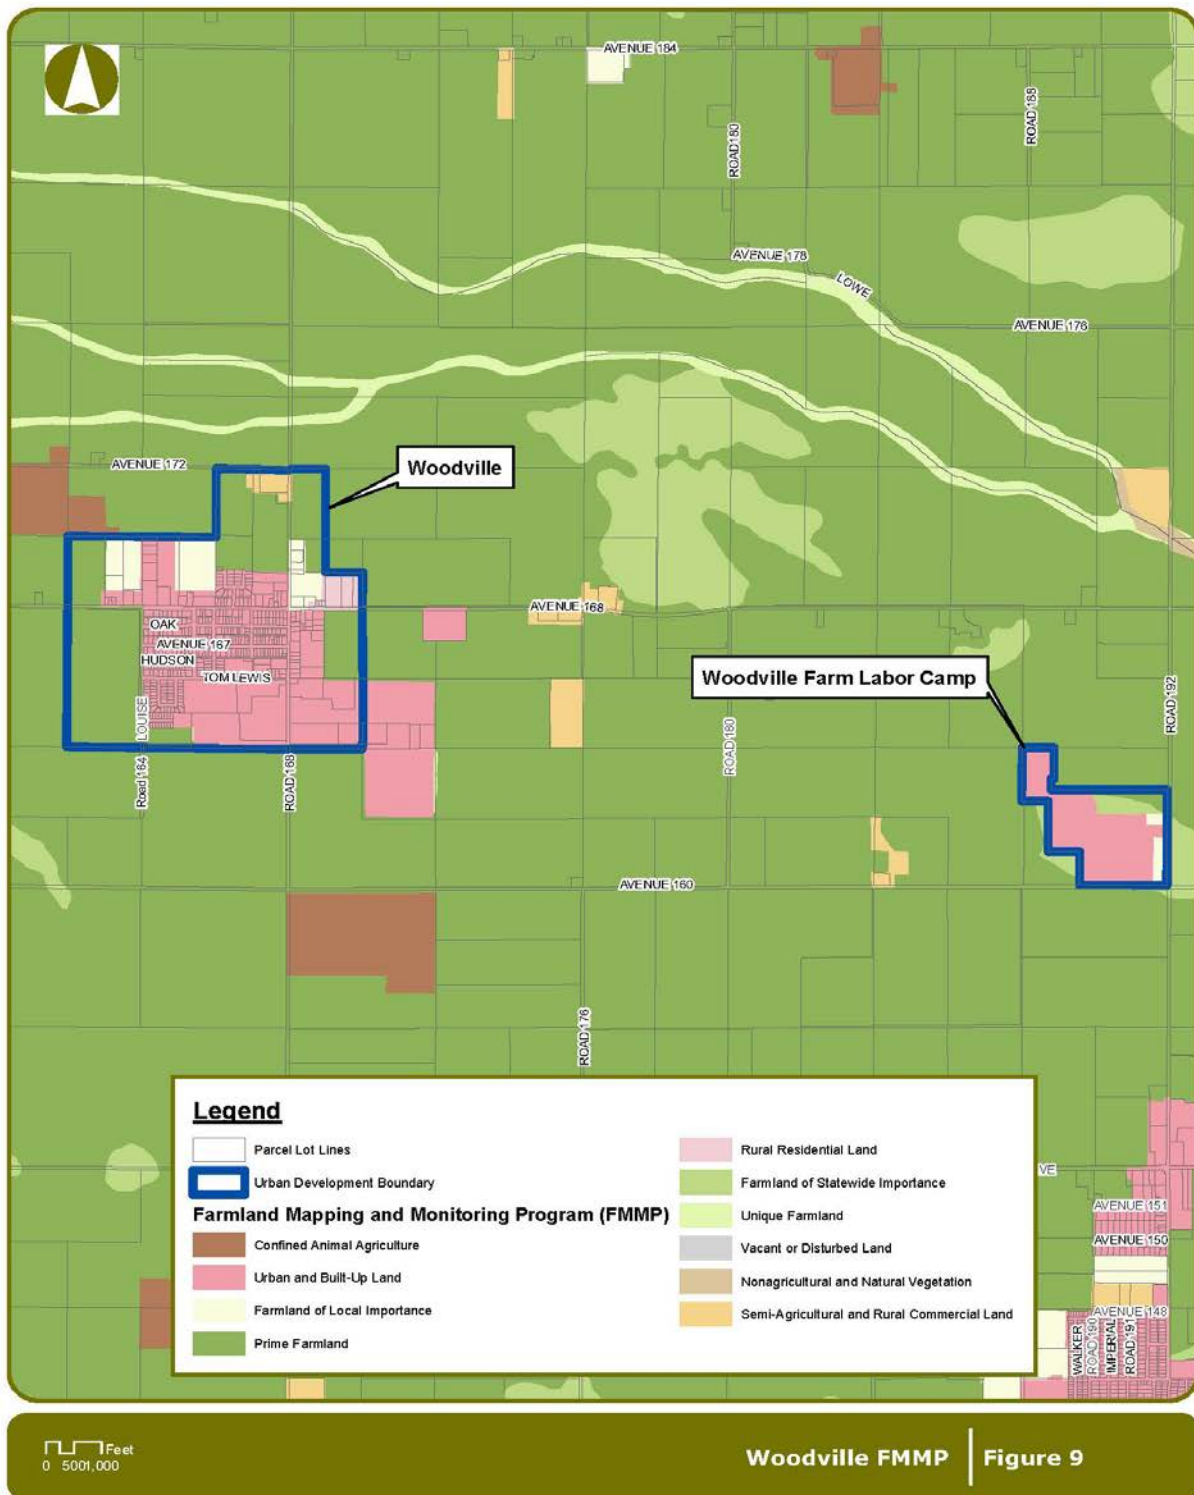 AVENUE 184
ROAD 180
ROAD 188
AVENUE 178
LOWE
AVENUE 176
AVENUE 172
Woodville
AVENUE 168
OAK
AVENUE 167
HUDSON
TOM LEWIS
Woodville Farm Labor Camp
LOUISE
ROAD 180
ROAD 192
Road 164
ROAD 168
AVENUE 160
ROAD 176
Legend
Parcel Lot Lines
Urban Development Boundary
Farmland Mapping and Monitoring Program (FMMP)
Confined Animal Agriculture
Urban and Built-Up Land
Farmland of Local Importance
Prime Farmland
Rural Residential Land
Farmland of Statewide Importance
Unique Farmland
Vacant or Disturbed Land
Nonagricultural and Natural Vegetation
Semi-Agricultural and Rural Commercial Land
VE
AVENUE 151
AVENUE 150
AVENUE 148
WALKER
ROAD 190
IMPERIAL
ROAD 191
Feet
0 5001,000
Woodville FMMP
Figure 9